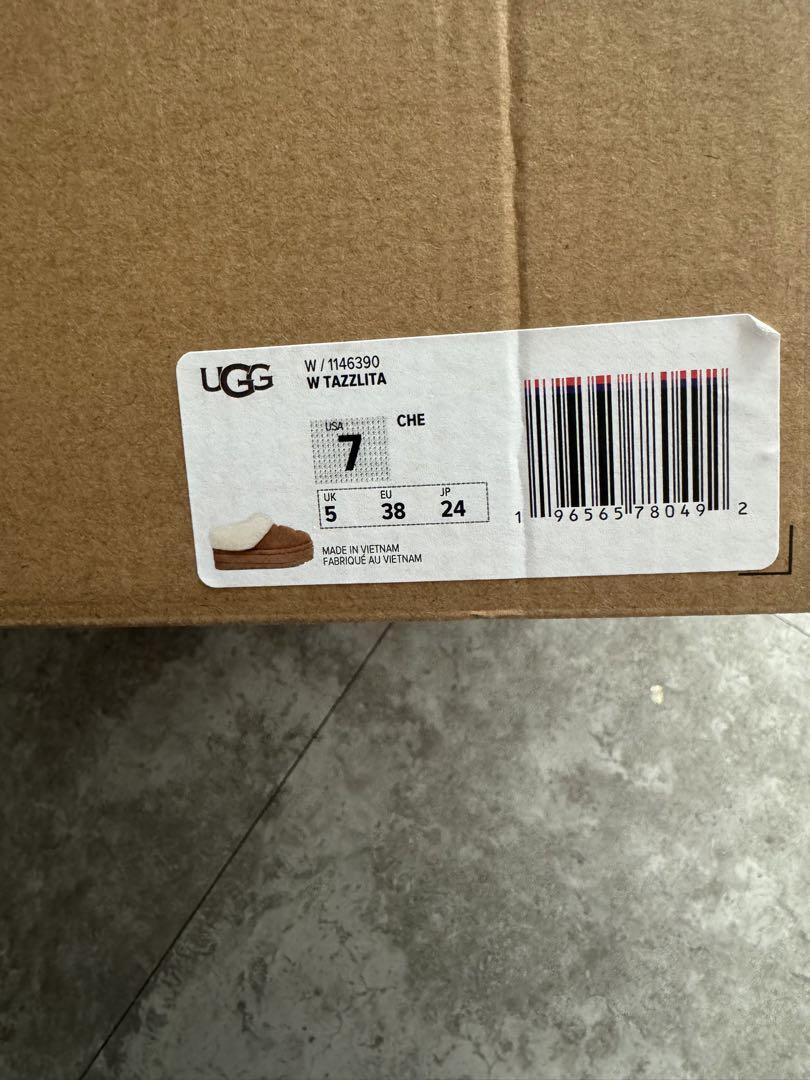 UGG
W / 1146390
W TAZZLITA
USA
7
CHE
UK EU JP
5 38 24
MADE IN VIETNAM
FABRIQUÉ AU VIETNAM
1 96565 78049 2